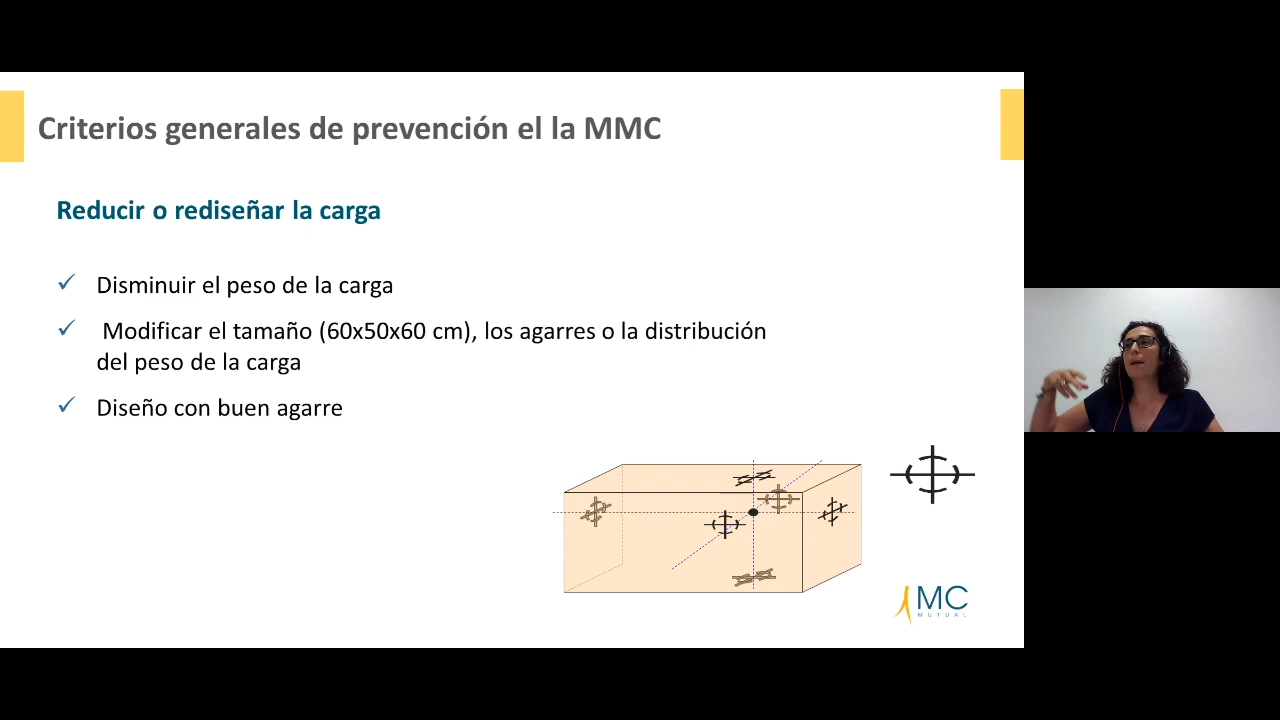 Criterios generales de prevención el la MMC
Reducir o rediseñar la carga
Disminuir el peso de la carga
Modificar el tamaño (60x50x60 cm), los agarres o la distribución
del peso de la carga
Diseño con buen agarre
MC
MUTUAL